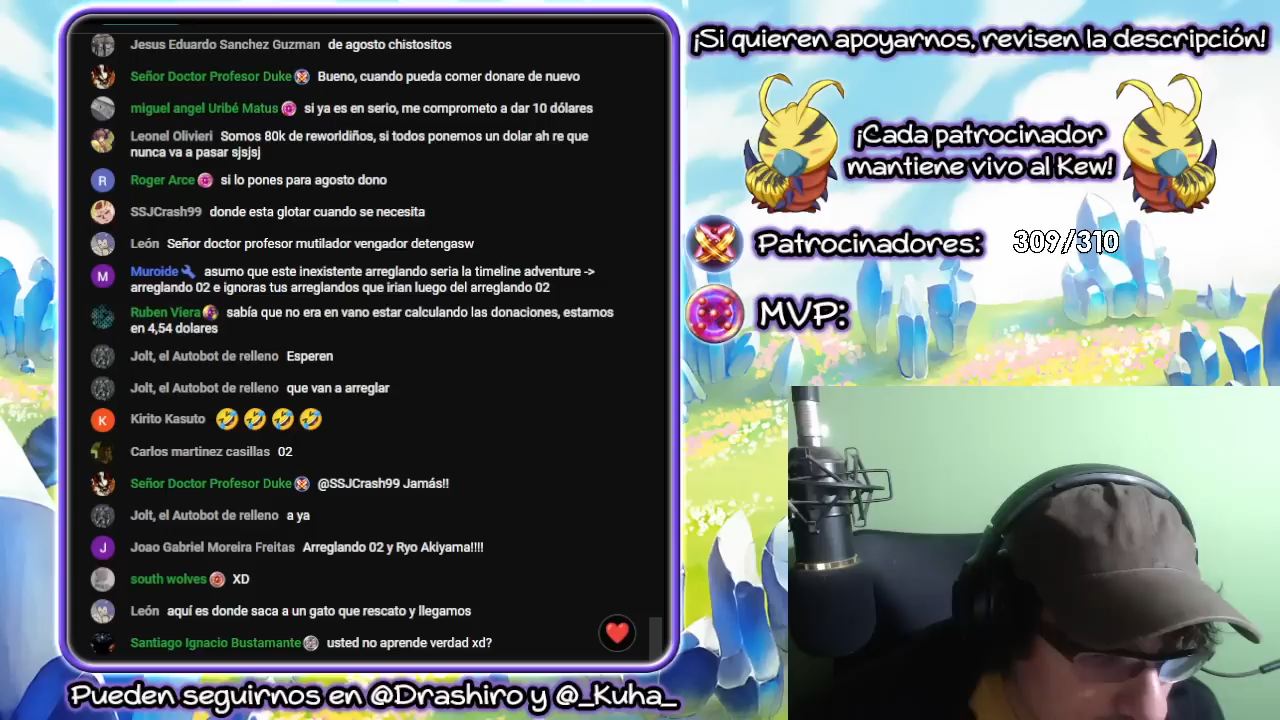 Jesus Eduardo Sanchez Guzman de agosto chistositos
Señor Doctor Profesor Duke Bueno, cuando pueda comer donare de nuevo
miguel angel Uribé Matus si ya es en serio, me comprometo a dar 10 dólares
Leonel Olivieri Somos 80k de reworldiños, si todos ponemos un dolar ah re que
nunca va a pasar sjsjsj
R Roger Arce si lo pones para agosto dono
SSJCrash99 donde esta glotar cuando se necesita
León Señor doctor profesor mutilador vengador detengasw
M Muroide asumo que este inexistente arreglando seria la timeline adventure ->
arreglando 02 e ignoras tus arreglandos que irian luego del arreglando 02
Ruben Viera sabía que no era en vano estar calculando las donaciones, estamos
en 4,54 dolares
Jolt, el Autobot de relleno Esperen
Jolt, el Autobot de relleno que van a arreglar
K Kirito Kasuto 🤣🤣🤣🤣
Carlos martinez casillas 02
Señor Doctor Profesor Duke @SSJCrash99 Jamás!!
Jolt, el Autobot de relleno a ya
J Joao Gabriel Moreira Freitas Arreglando 02 y Ryo Akiyama!!!!
south wolves XD
León aquí es donde saca a un gato que rescato y llegamos
Santiago Ignacio Bustamante usted no aprende verdad xd?
Pueden seguirnos en @Drashiro y @_Kuha_
¡Si quieren apoyarnos, revisen la descripción!
¡Cada patrocinador
mantiene vivo al Kew!
Patrocinadores: 309/310
MVP: